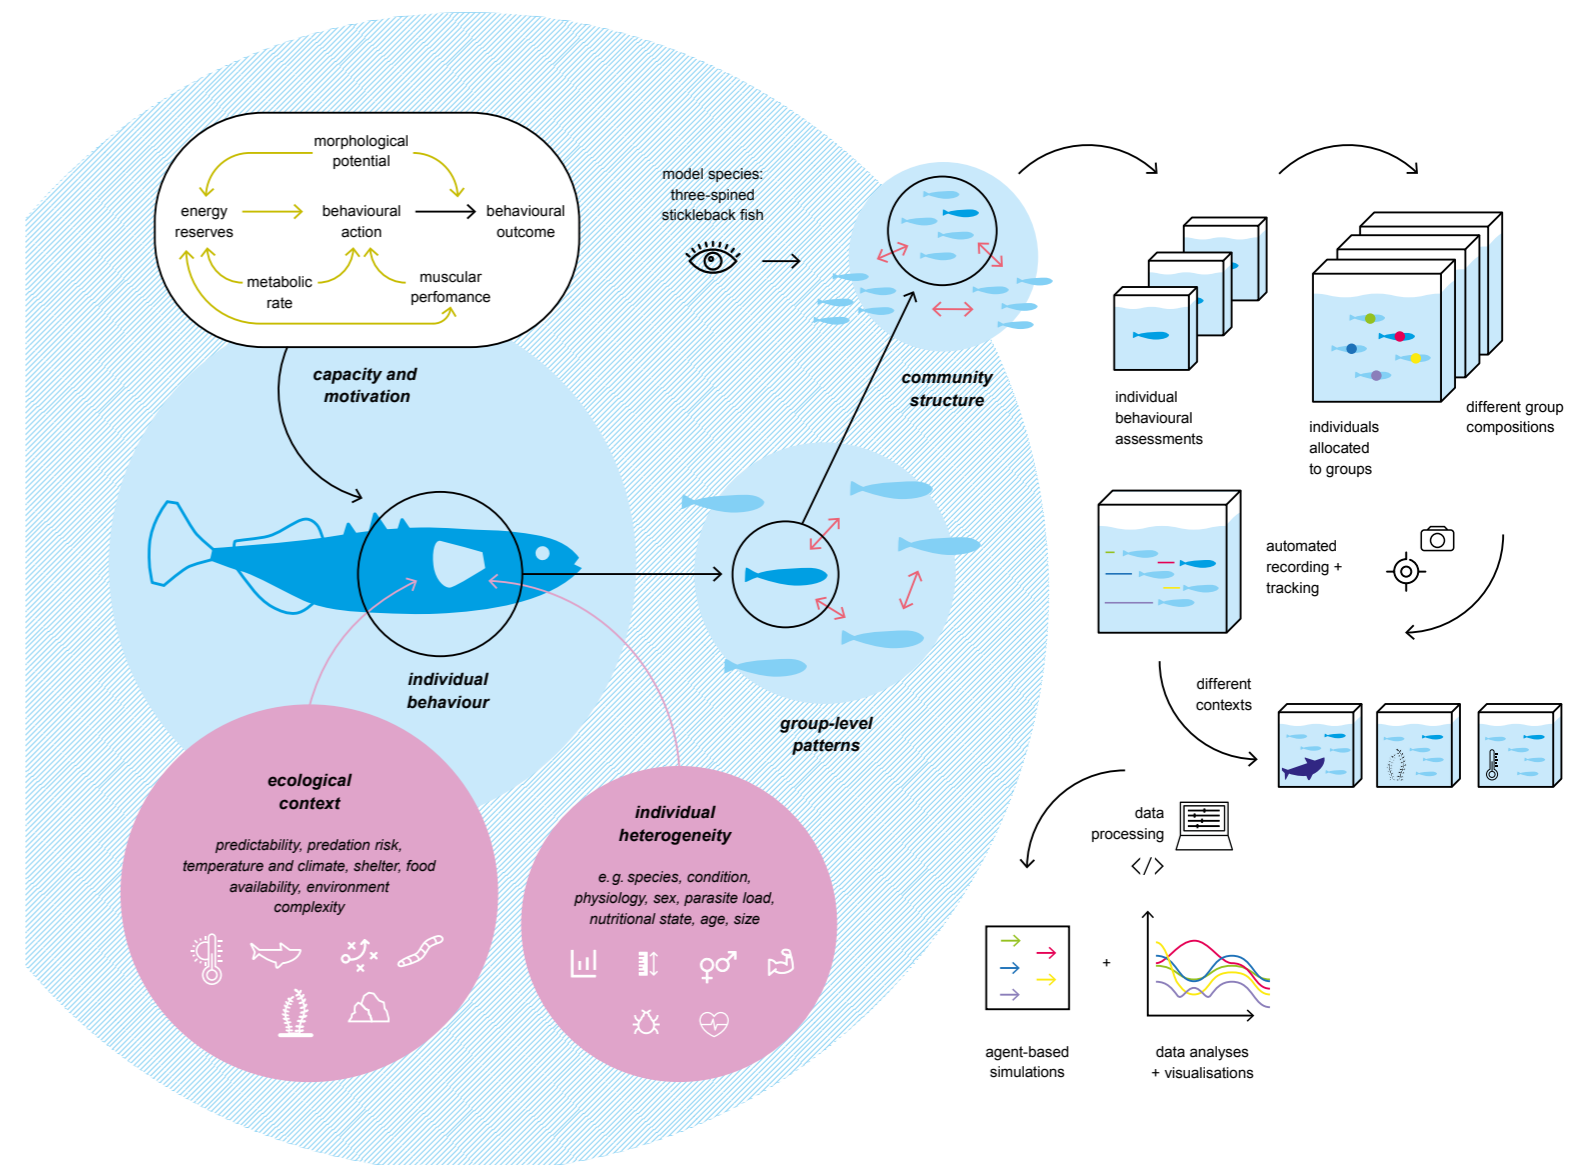 morphological
potential
energy
reserves
behavioural
action
behavioural
outcome
metabolic
rate
muscular
perfomance
capacity and
motivation
model species:
three-spined
stickleback fish
community
structure
individual
behaviour
group-level
patterns
ecological
context
predictability, predation risk,
temperature and climate, shelter, food
availability, environment
complexity
individual
heterogeneity
e.g. species, condition,
physiology, sex, parasite load,
nutritional state, age, size
individual
behavioural
assessments
individuals
allocated
to groups
different group
compositions
automated
recording +
tracking
different
contexts
data
processing
</>
+
agent-based
simulations
data analyses
+ visualisations